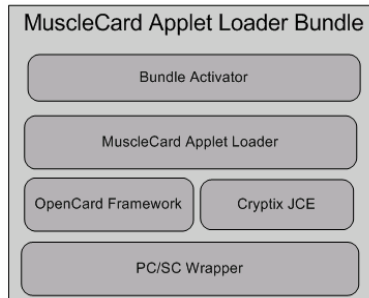 MuscleCard Applet Loader Bundle
Bundle Activator
MuscleCard Applet Loader
OpenCard Framework
Cryptix JCE
PC/SC Wrapper